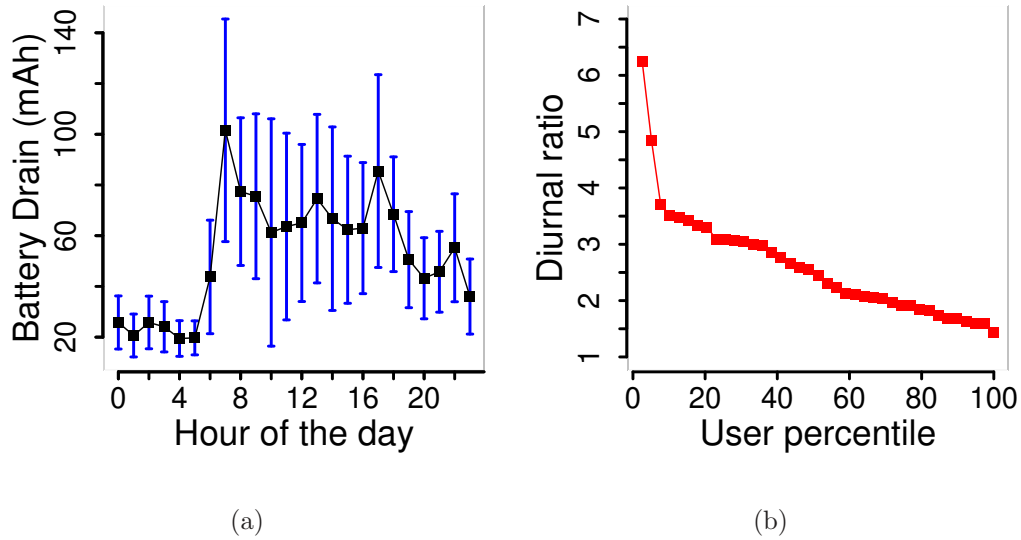 Battery Drain (mAh)
20 60 100 140
0 4 8 12 16 20
Hour of the day
(a)
Diurnal ratio
1 2 3 4 5 6 7
0 20 40 60 80 100
User percentile
(b)